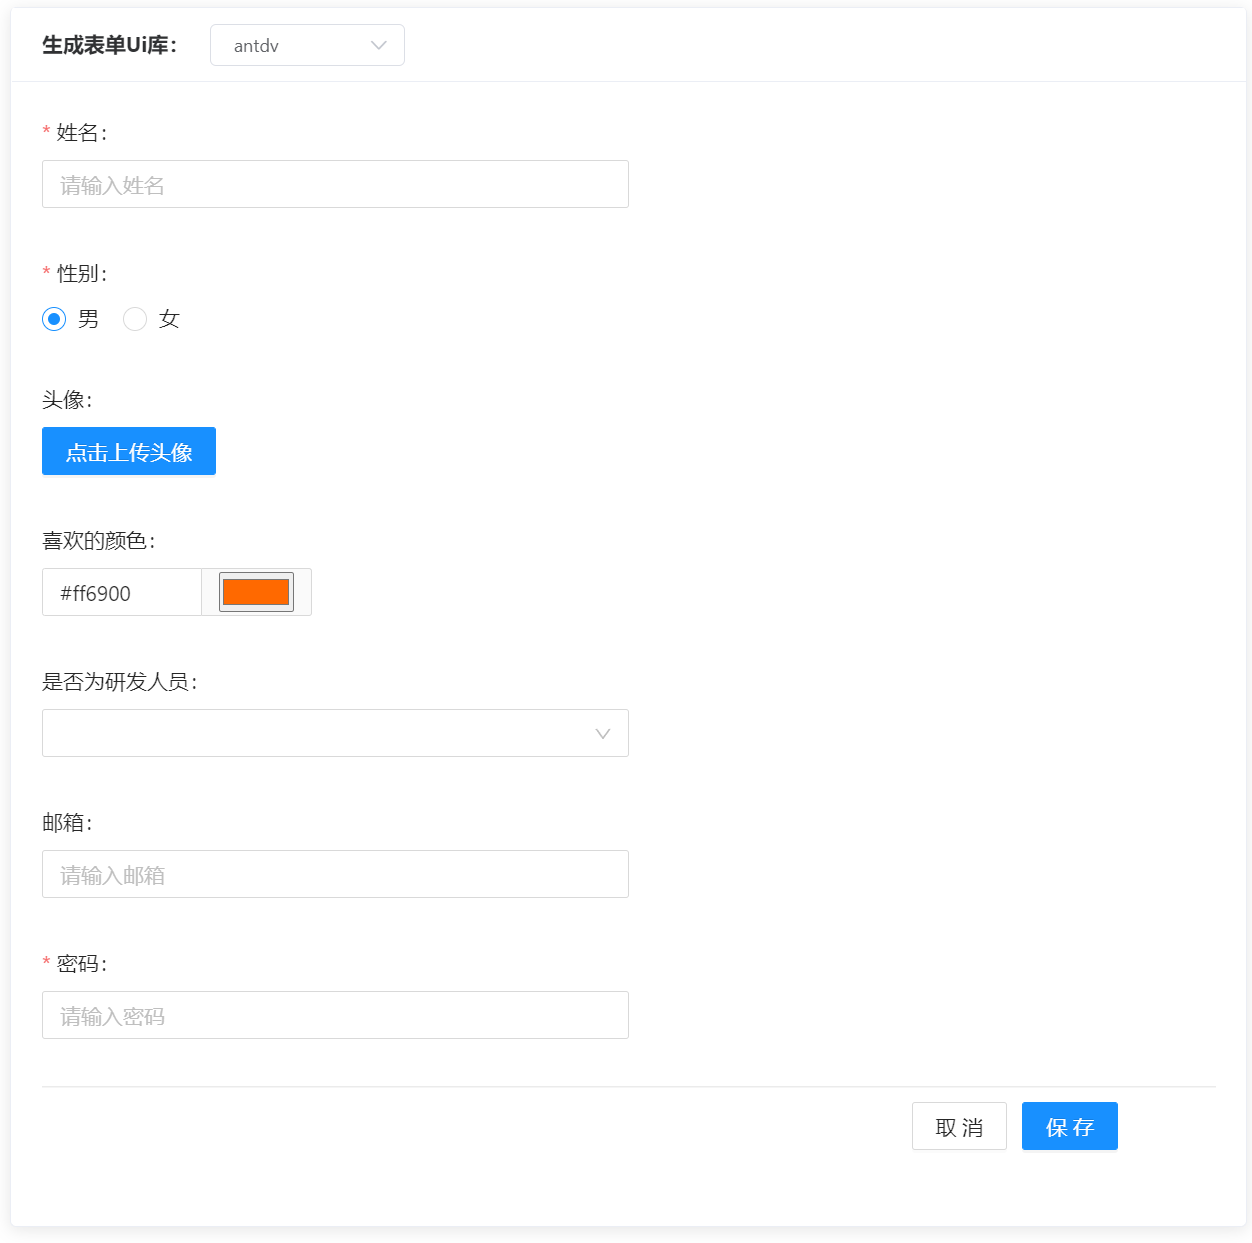 生成表单Ui库： antdv
* 姓名：
请输入姓名
* 性别：
男 女
头像：
点击上传头像
喜欢的颜色：
#ff6900
是否为研发人员：
邮箱：
请输入邮箱
* 密码：
请输入密码
取 消 保 存